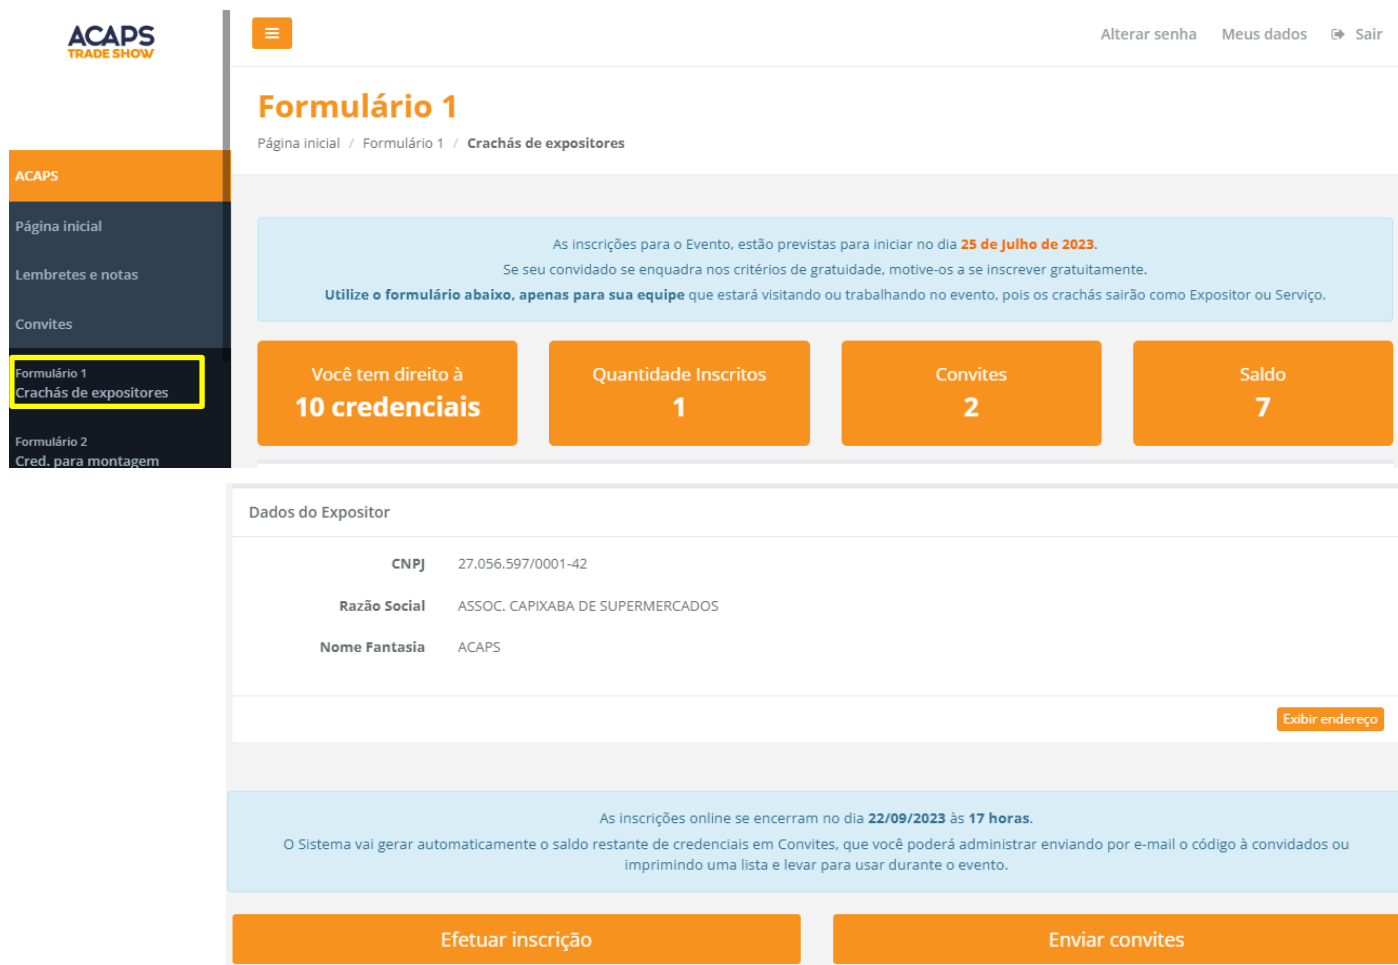 ACAPS
TRADE SHOW
Alterar senha Meus dados Sair
Formulário 1
Página inicial / Formulário 1 / Crachás de expositores
ACAPS
Página inicial
Lembretes e notas
Convites
Formulário 1
Crachás de expositores
Formulário 2
Cred. para montagem
As inscrições para o Evento, estão previstas para iniciar no dia 25 de Julho de 2023.
Se seu convidado se enquadra nos critérios de gratuidade, motive-os a se inscrever gratuitamente.
Utilize o formulário abaixo, apenas para sua equipe que estará visitando ou trabalhando no evento, pois os crachás sairão como Expositor ou Serviço.
Você tem direito à
10 credenciais
Quantidade Inscritos
1
Convites
2
Saldo
7
Dados do Expositor
CNPJ 27.056.597/0001-42
Razão Social ASSOC. CAPIXABA DE SUPERMERCADOS
Nome Fantasia ACAPS
Exibir endereço
As inscrições online se encerram no dia 22/09/2023 às 17 horas.
O Sistema vai gerar automaticamente o saldo restante de credenciais em Convites, que você poderá administrar enviando por e-mail o código à convidados ou
imprimindo uma lista e levar para usar durante o evento.
Efetuar inscrição
Enviar convites